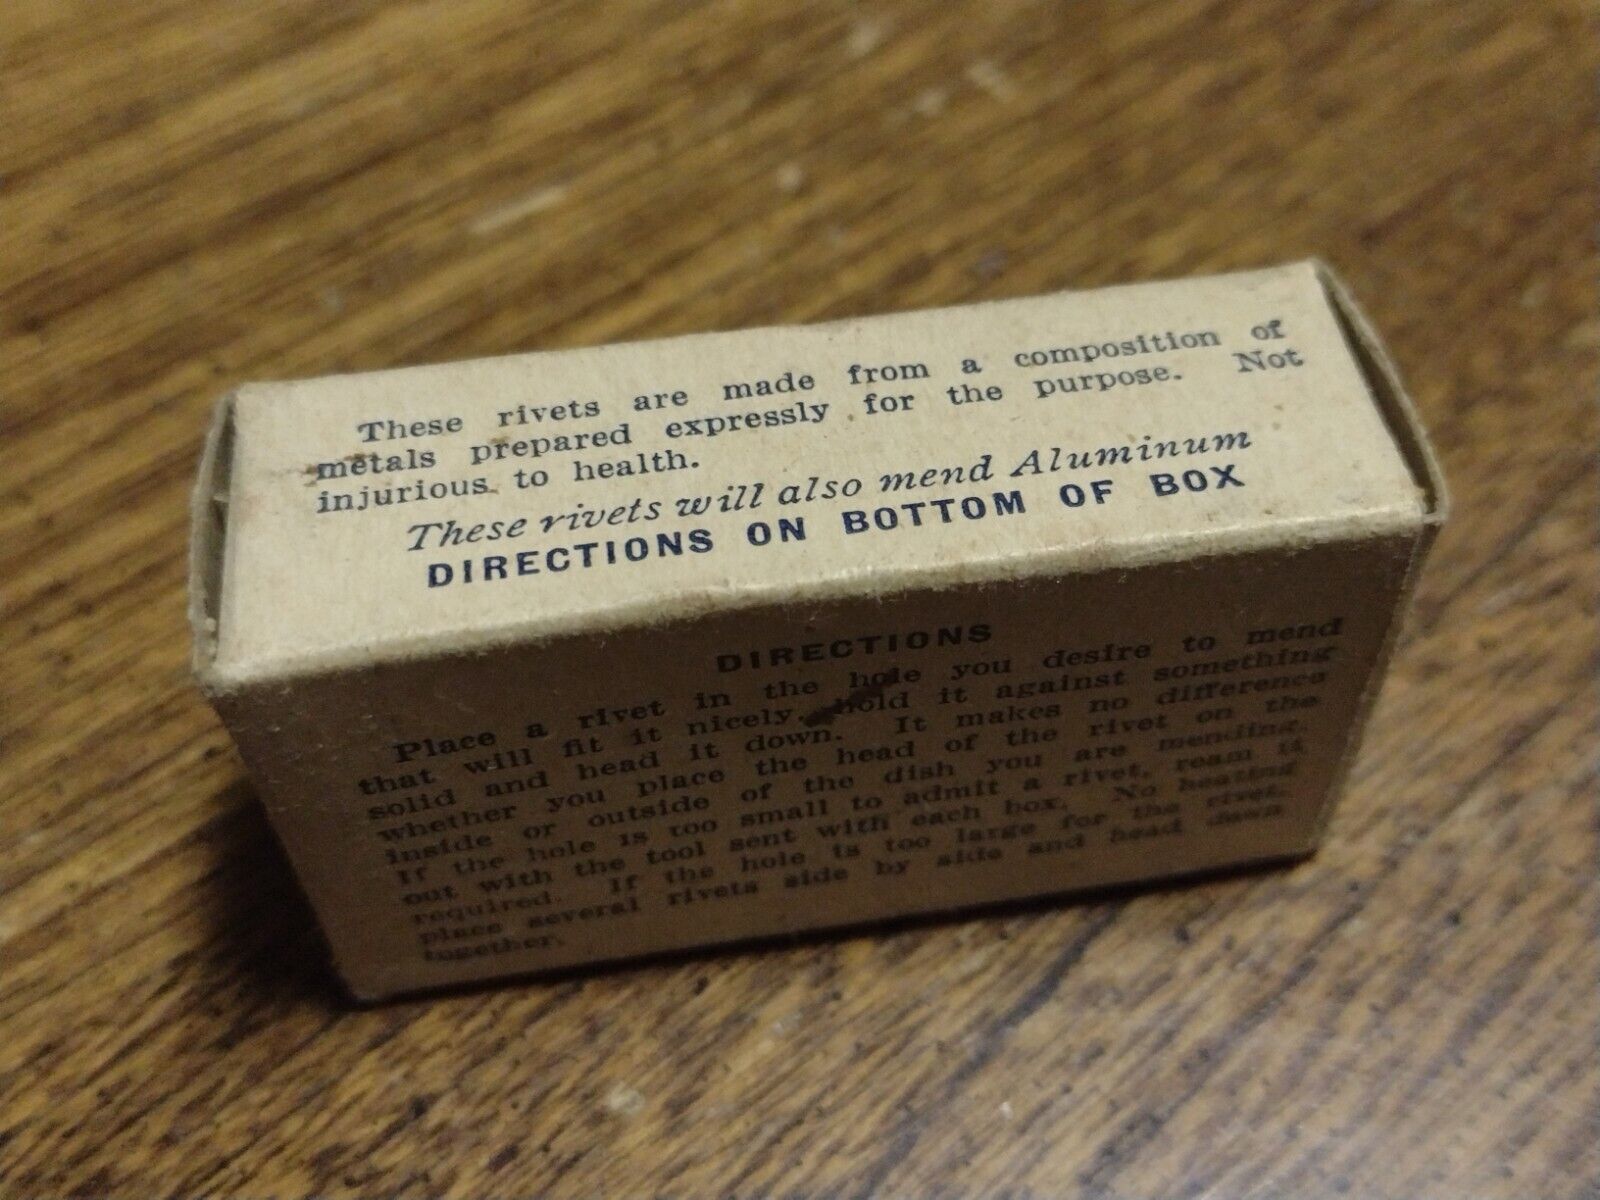 These rivets are made from a composition of
metals prepared expressly for the purpose. Not
injurious to health.
These rivets will also mend Aluminum
DIRECTIONS ON BOTTOM OF BOX
DIRECTIONS
Place a rivet in the hole you desire to mend
that will fit it nicely, hold it against something
solid and head it down. It makes no difference
whether you place the head of the rivet on the
inside or outside of the dish you are mending.
If the hole is too small to admit a rivet, ream it
out with the tool sent with each box. No heating
required. If the hole is too large for the rivet,
place several rivets side by side and head down
together.